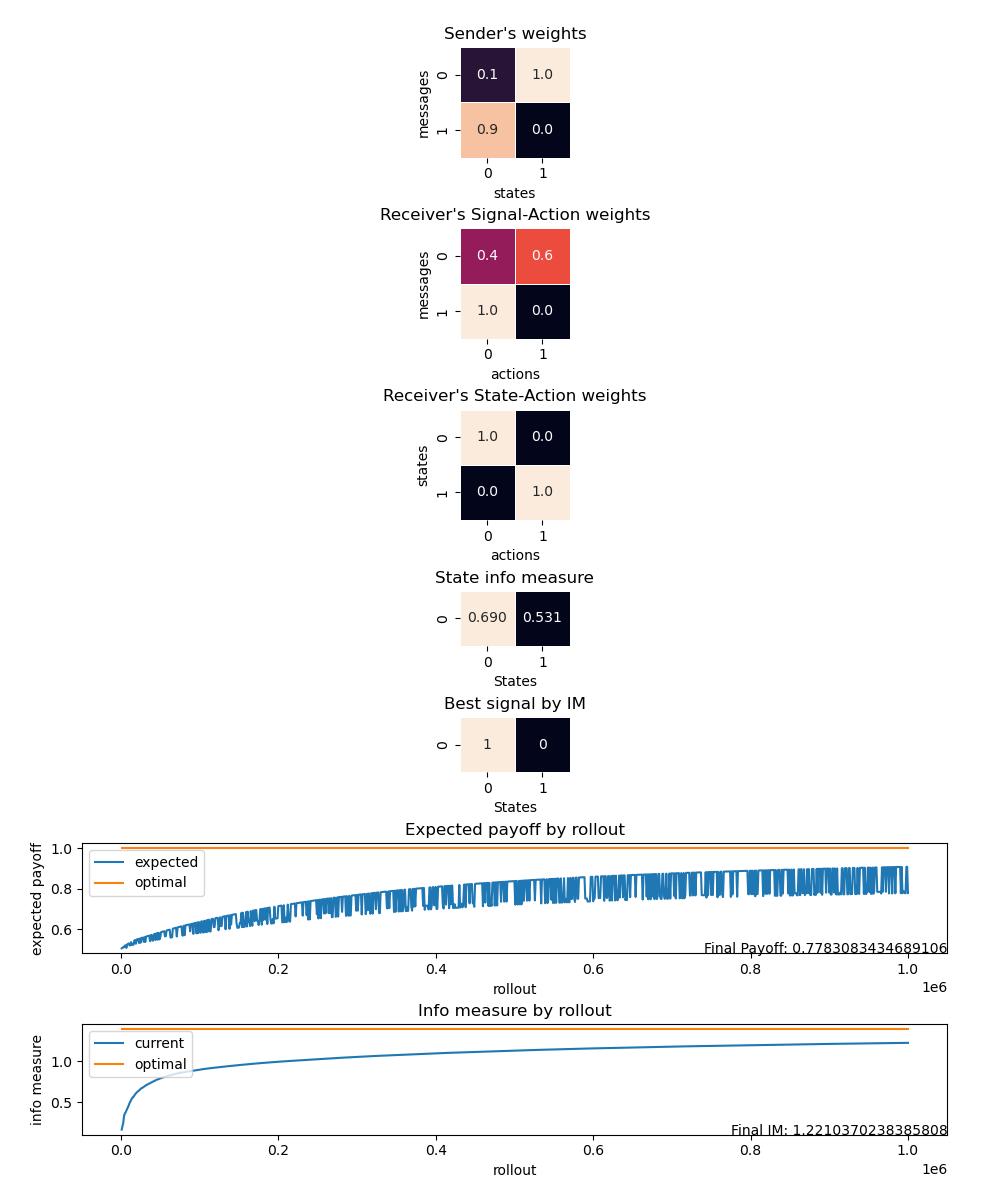 Sender's weights
messages
0
0.1
1.0
1
0.9
0.0
0
1
states
Receiver's Signal-Action weights
messages
0
0.4
0.6
1
1.0
0.0
0
1
actions
Receiver's State-Action weights
states
0
1.0
0.0
1
0.0
1.0
0
1
actions
State info measure
0
0.690
0.531
0
1
States
Best signal by IM
0
1
0
0
1
States
Expected payoff by rollout
expected payoff
1.0
0.8
0.6
expected
optimal
Final Payoff: 0.7783083434689106
0.0
0.2
0.4
0.6
0.8
1.0
1e6
rollout
Info measure by rollout
info measure
1.0
0.5
current
optimal
Final IM: 1.2210370238385808
0.0
0.2
0.4
0.6
0.8
1.0
1e6
rollout